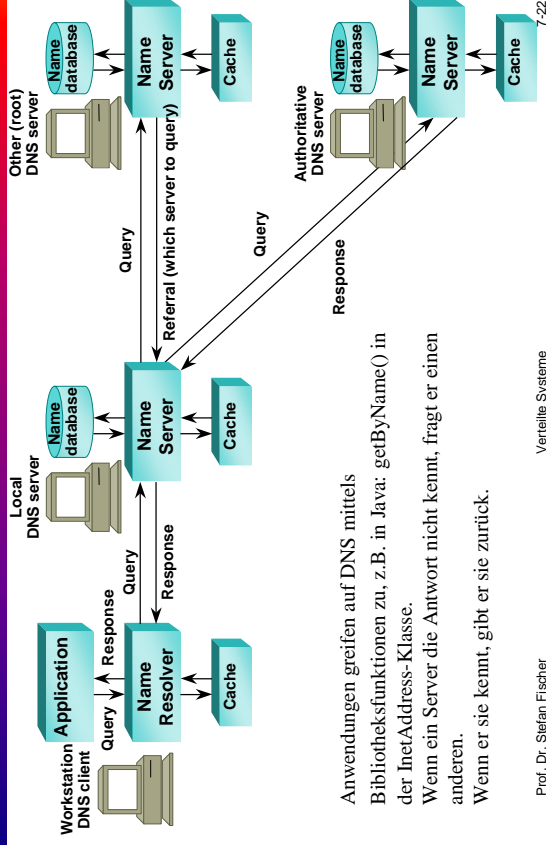 Workstation
DNS client
Application
Query
Response
Name
Resolver
Cache
Local
DNS server
Name
database
Query
Response
Name
Server
Cache
Other (root)
DNS server
Name
database
Query
Referral (which server to query)
Name
Server
Cache
Authoritative
DNS server
Name
database
Query
Response
Name
Server
Cache
Anwendungen greifen auf DNS mittels
Bibliotheksfunktionen zu, z.B. in Java: getByName() in
der InetAddress-Klasse.
Wenn ein Server die Antwort nicht kennt, fragt er einen
anderen.
Wenn er sie kennt, gibt er sie zurück.
Prof. Dr. Stefan Fischer
Verteilte Systeme
7-22